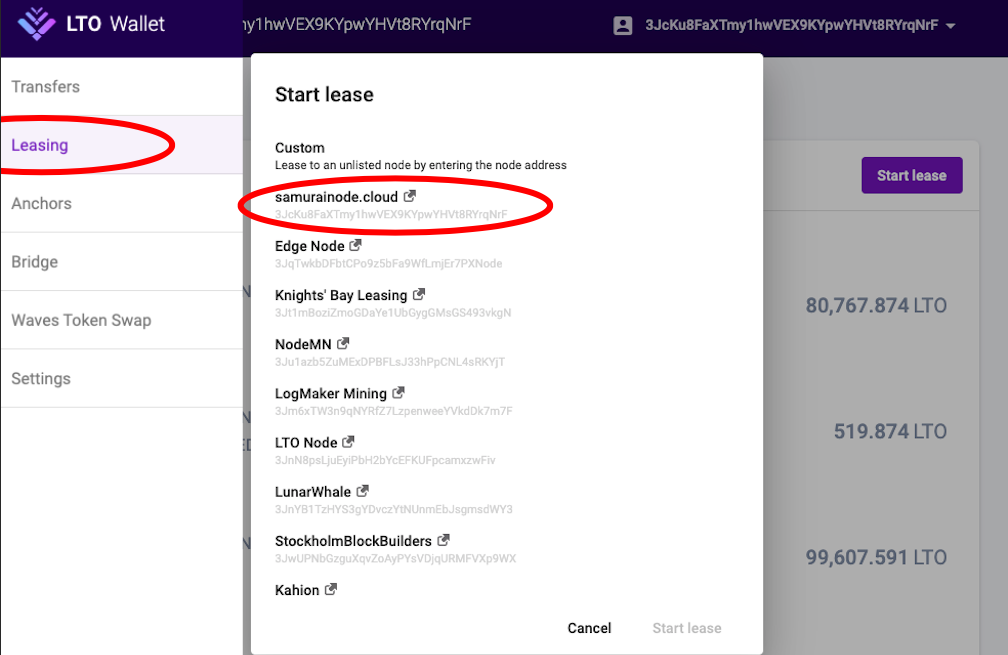 LTO Wallet
ny1hwVEX9KYpwYHVt8RYrqNrF
3JcKu8FaXTmy1hwVEX9KYpwYHVt8RYrqNrF
Transfers
Leasing
Anchors
Bridge
Waves Token Swap
Settings
Start lease
Custom
Lease to an unlisted node by entering the node address
samurainode.cloud
3JcKu8FaXTmy1hwVEX9KYpwYHVt8RYrqNrF
Edge Node
3JqTwkbDFbtCPo9z5bFa9WfLmjEr7PXNode
Knights' Bay Leasing
3Jt1mBoziZmoGDaYe1UbGygGMsGS493vkgN
NodeMN
3Ju1azb5ZuMExDPBFLsJ33hPpCNL4sRKYjT
LogMaker Mining
3Jm6xTW3n9qNYRfZ7LzpenweeYVkdDk7m7F
LTO Node
3JnN8psLjuEyiPbH2bYcEFKUFpcamxzwFiv
LunarWhale
3JnYB1TzHYS3gYDvczYtNUnmEbJsgmsdWY3
StockholmBlockBuilders
3JwUPNbGzguXqvZoAyPYsVDjqURMFVXp9WX
Kahion
Cancel
Start lease
Start lease
80,767.874 LTO
519.874 LTO
99,607.591 LTO